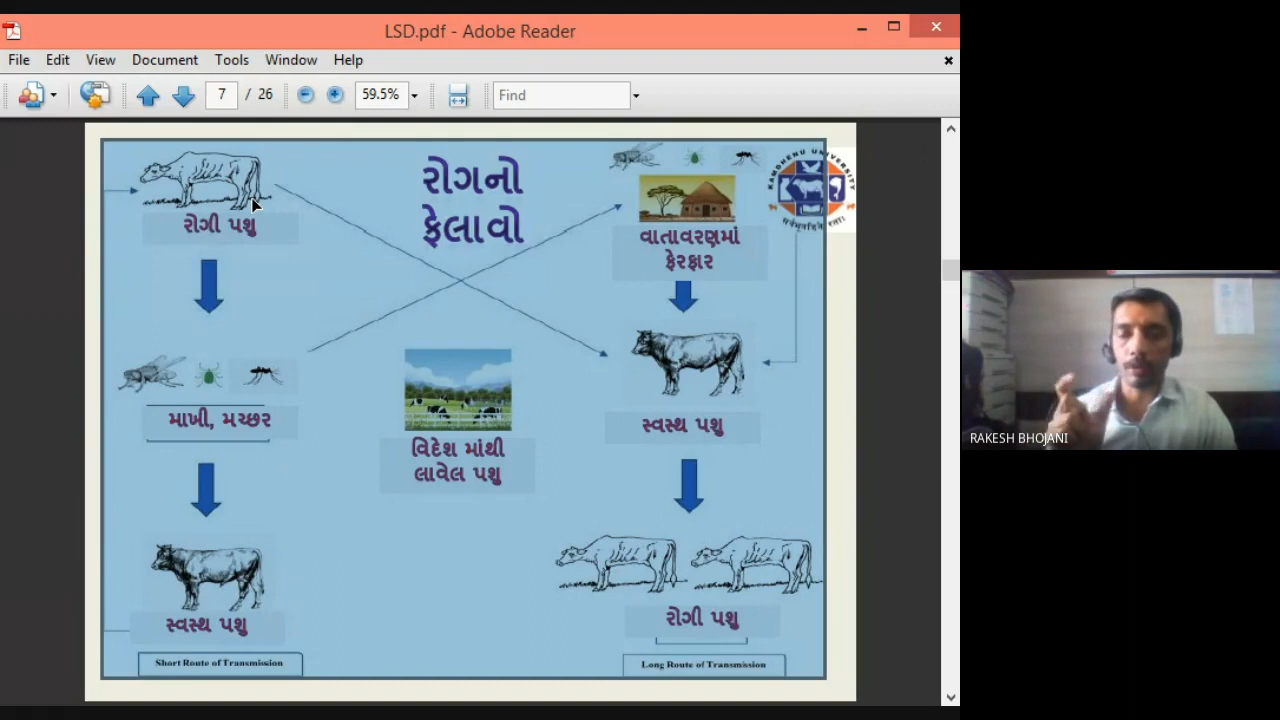 LSD.pdf - Adobe Reader
File Edit View Document Tools Window Help
7 / 26 59.5% Find
રોગનો
ફેલાવો
KAMDHENU UNIVERSITY
રોગી પશુ
વાતાવરણમાં
ફેરફાર
માખી, મચ્છર
સ્વસ્થ પશુ
વિદેશ માંથી
લાવેલ પશુ
સ્વસ્થ પશુ
રોગી પશુ
Short Route of Transmission
Long Route of Transmission
RAKESH BHOJANI